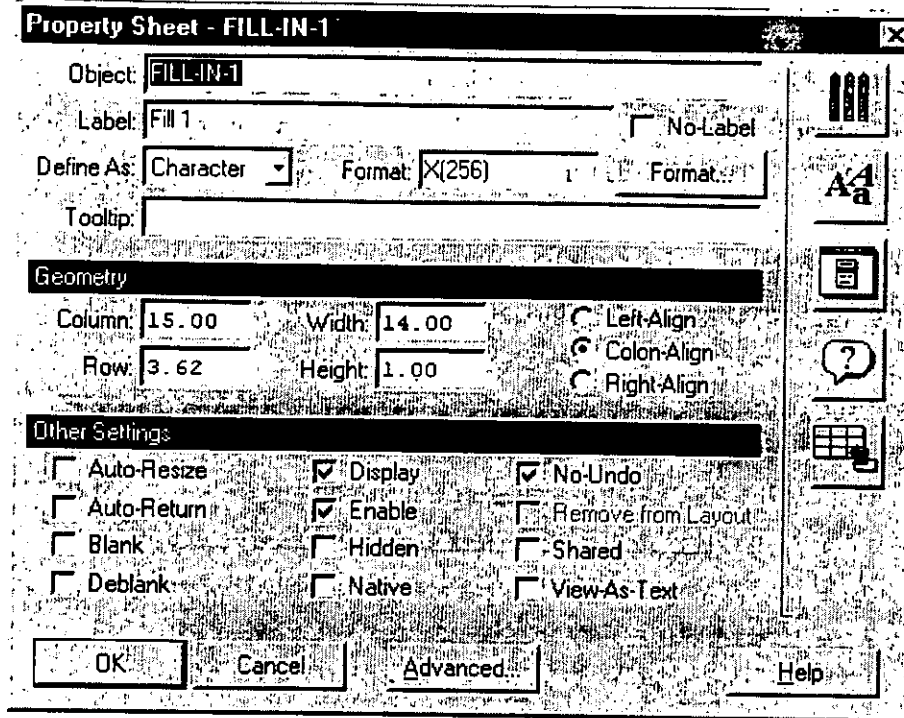 Property Sheet - FILL-IN-1
Object: FILL-IN-1
Label: Fill 1
No-Label
Define As: Character
Format: X(256)
Format...
Tooltip:
Geometry
Column: 15.00
Width: 14.00
Left-Align
Colon-Align
Row: 3.62
Height: 1.00
Right-Align
Other Settings
Auto-Resize
Display
No-Undo
Auto-Return
Enable
Remove from Layout
Blank
Hidden
Shared
Deblank
Native
View-As-Text
OK
Cancel
Advanced...
Help
AAa
?